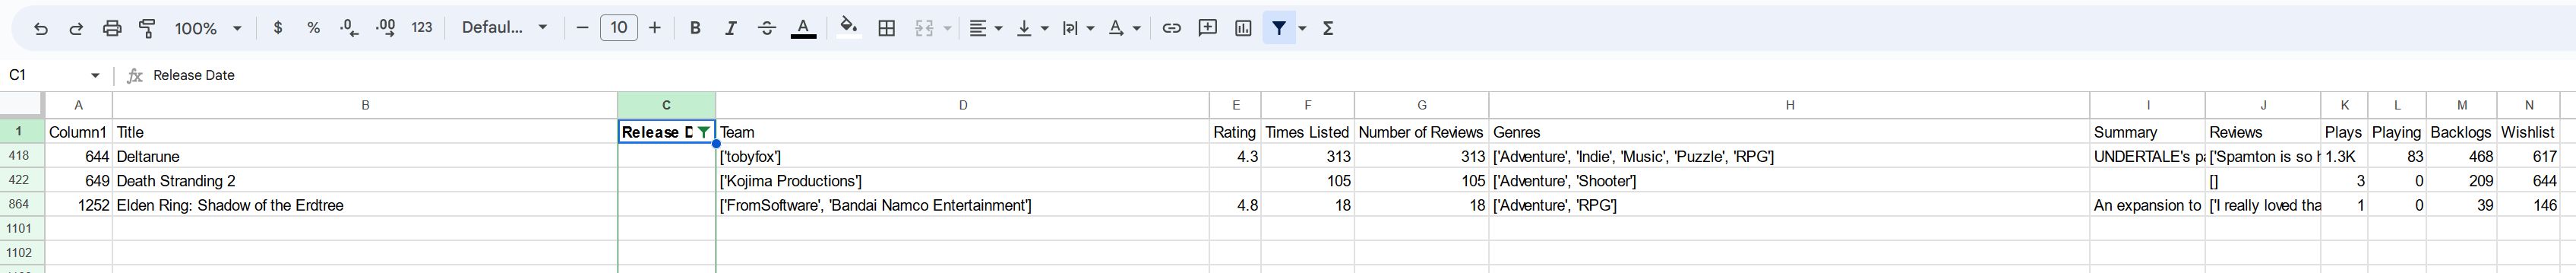 100% $ % .0 .00 123 Defaul... − 10 + B I A A Σ
C1 fx Release Date
A B C D E F G H I J K L M N
1 Column1 Title Release D Team Rating Times Listed Number of Reviews Genres Summary Reviews Plays Playing Backlogs Wishlist
418 644 Deltarune ['tobyfox'] 4.3 313 313 ['Adventure', 'Indie', 'Music', 'Puzzle', 'RPG'] UNDERTALE's pa ['Spamton is so h 1.3K 83 468 617
422 649 Death Stranding 2 ['Kojima Productions'] 105 105 ['Adventure', 'Shooter'] [] 3 0 209 644
864 1252 Elden Ring: Shadow of the Erdtree ['FromSoftware', 'Bandai Namco Entertainment'] 4.8 18 18 ['Adventure', 'RPG'] An expansion to ['I really loved tha 1 0 39 146
1101
1102